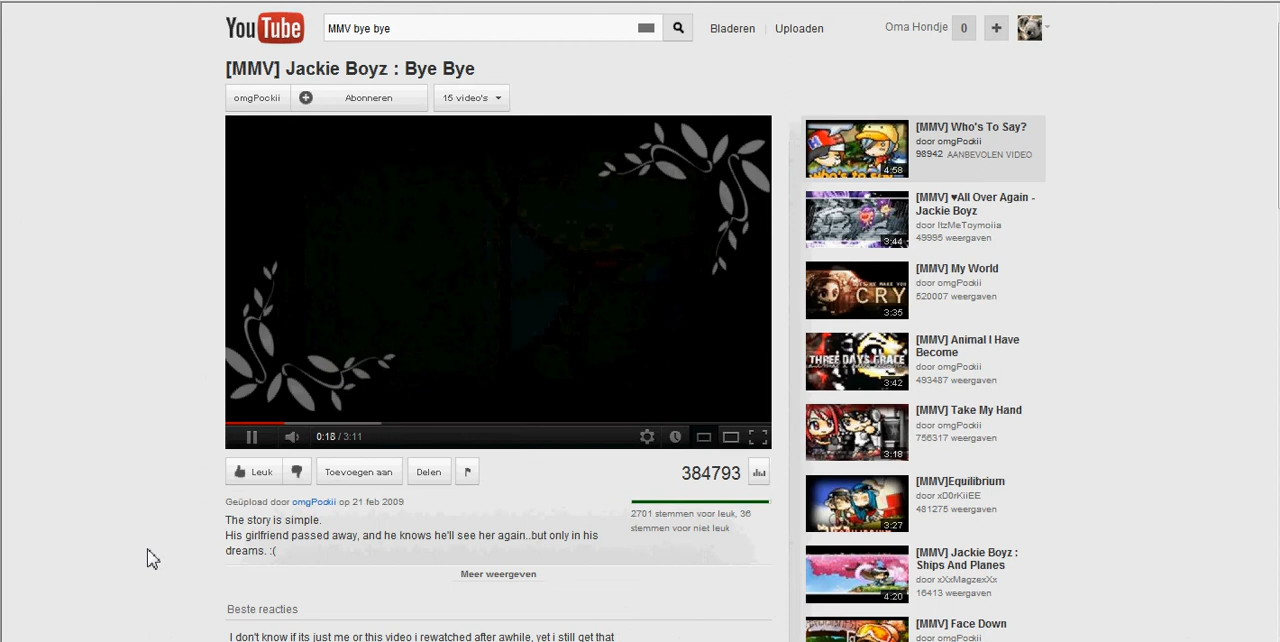 YouTube
MMV bye bye
Bladeren
Uploaden
Oma Hondje
0
[MMV] Jackie Boyz : Bye Bye
omgPockii
Abonneren
15 video's
0:18 / 3:11
Leuk
Toevoegen aan
Delen
384793
Geüpload door omgPockii op 21 feb 2009
2701 stemmen voor leuk, 36
stemmen voor niet leuk
The story is simple.
His girlfriend passed away, and he knows he'll see her again..but only in his
dreams. :(
Meer weergeven
Beste reacties
I don't know if its just me or this video i rewatched after awhile, yet i still get that
4:58
[MMV] Who's To Say?
door omgPockii
98942 AANBEVOLEN VIDEO
3:44
[MMV] ♥All Over Again -
Jackie Boyz
door ItzMeToymoiia
49995 weergaven
CRY
3:35
[MMV] My World
door omgPockii
520007 weergaven
THREE DAYS GRACE
3:42
[MMV] Animal I Have
Become
door omgPockii
493487 weergaven
3:18
[MMV] Take My Hand
door omgPockii
756317 weergaven
3:27
[MMV]Equilibrium
door xD0rKiiEE
481275 weergaven
4:20
[MMV] Jackie Boyz :
Ships And Planes
door xXxMagzexXx
16413 weergaven
[MMV] Face Down
door omgPockii